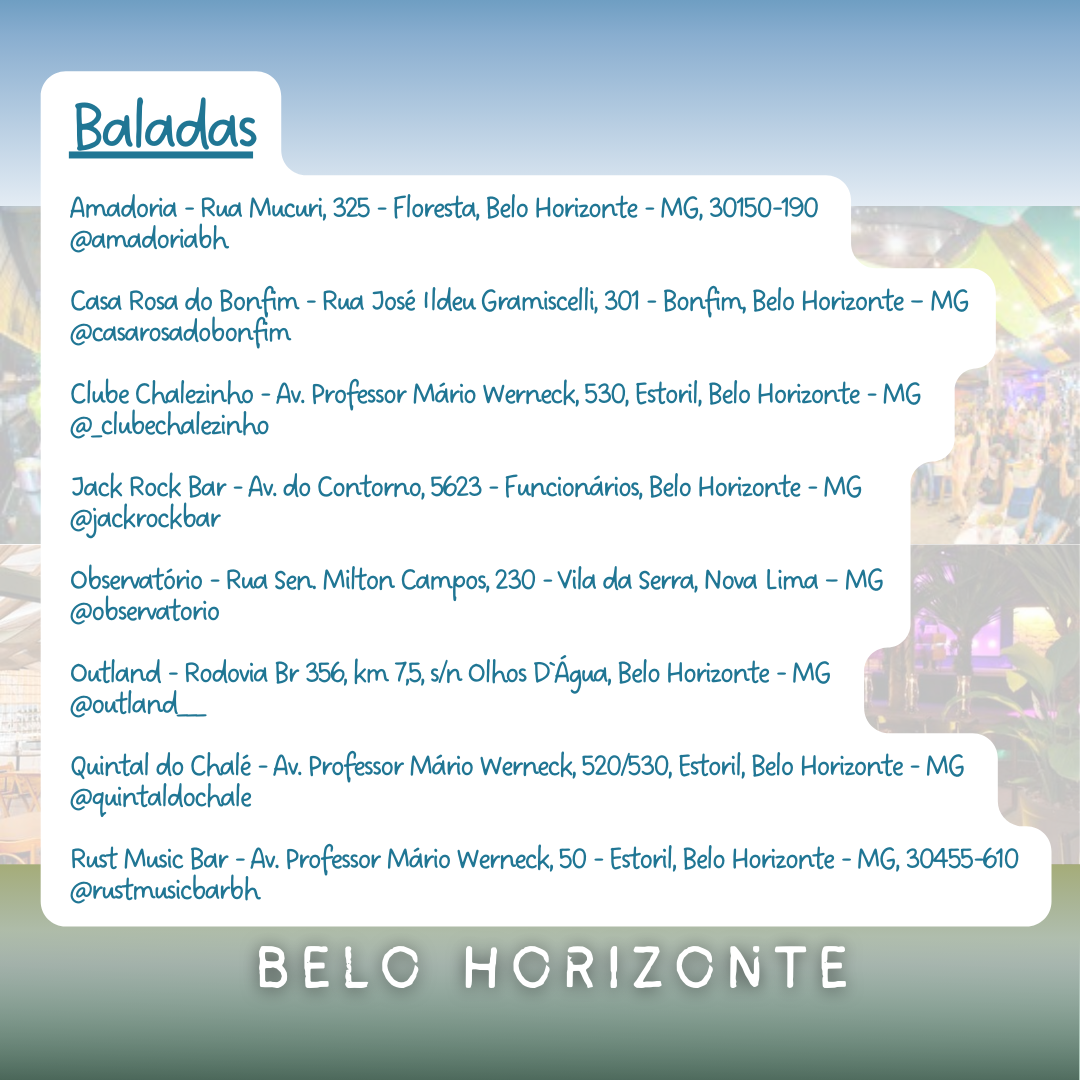 Baladas
Amadoria - Rua Mucuri, 325 - Floresta, Belo Horizonte - MG, 30150-190
@amadoriabh
Casa Rosa do Bonfim - Rua José Ildeu Gramiscelli, 301 - Bonfim, Belo Horizonte – MG
@casarosadobonfim
Clube Chalezinho - Av. Professor Mário Werneck, 530, Estoril, Belo Horizonte - MG
@_clubechalezinho
Jack Rock Bar - Av. do Contorno, 5623 - Funcionários, Belo Horizonte - MG
@jackrockbar
Observatório - Rua Sen. Milton Campos, 230 - Vila da Serra, Nova Lima – MG
@observatorio
Outland - Rodovia Br 356, km 7,5, s/n Olhos D`Água, Belo Horizonte - MG
@outland__
Quintal do Chalé - Av. Professor Mário Werneck, 520/530, Estoril, Belo Horizonte - MG
@quintaldochale
Rust Music Bar - Av. Professor Mário Werneck, 50 - Estoril, Belo Horizonte - MG, 30455-610
@rustmusicbarbh
BELO HORIZONTE